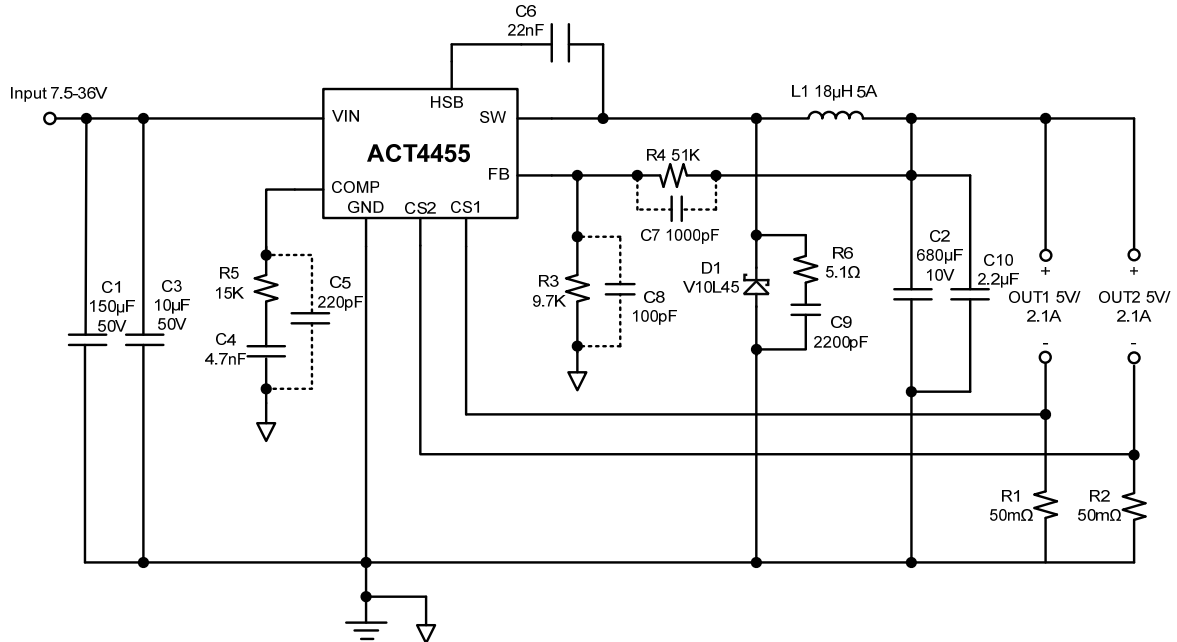 C6
22nF
Input 7.5-36V
HSB
L1 18µH 5A
VIN
SW
ACT4455
R4 51K
FB
COMP
GND
CS2
CS1
C7 1000pF
C1
150µF
50V
C3
10µF
50V
R5
15K
C4
4.7nF
C5
220pF
R3
9.7K
C8
100pF
D1
V10L45
R6
5.1Ω
C9
2200pF
C2
680µF
10V
C10
2.2µF
+
OUT1 5V/
2.1A
-
+
OUT2 5V/
2.1A
-
R1
50mΩ
R2
50mΩ